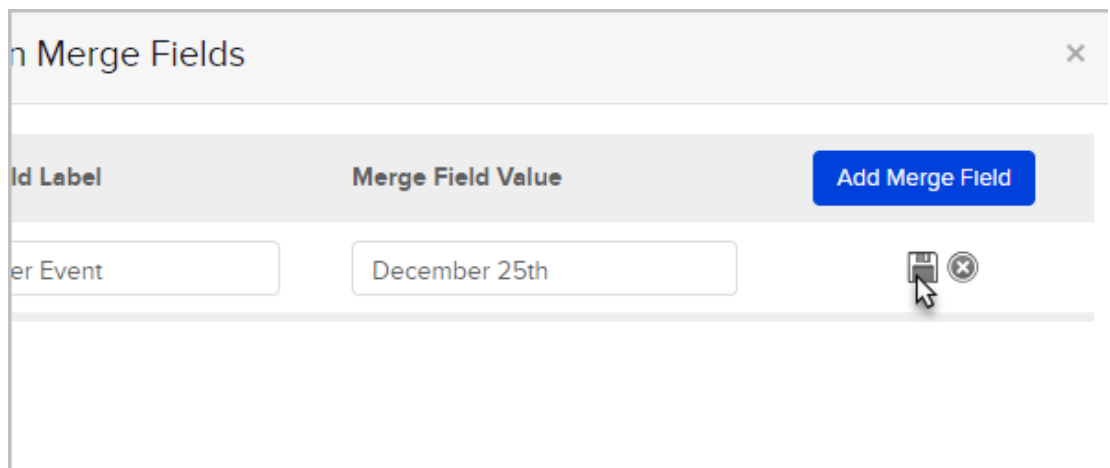 n Merge Fields
ld Label Merge Field Value Add Merge Field
er Event December 25th